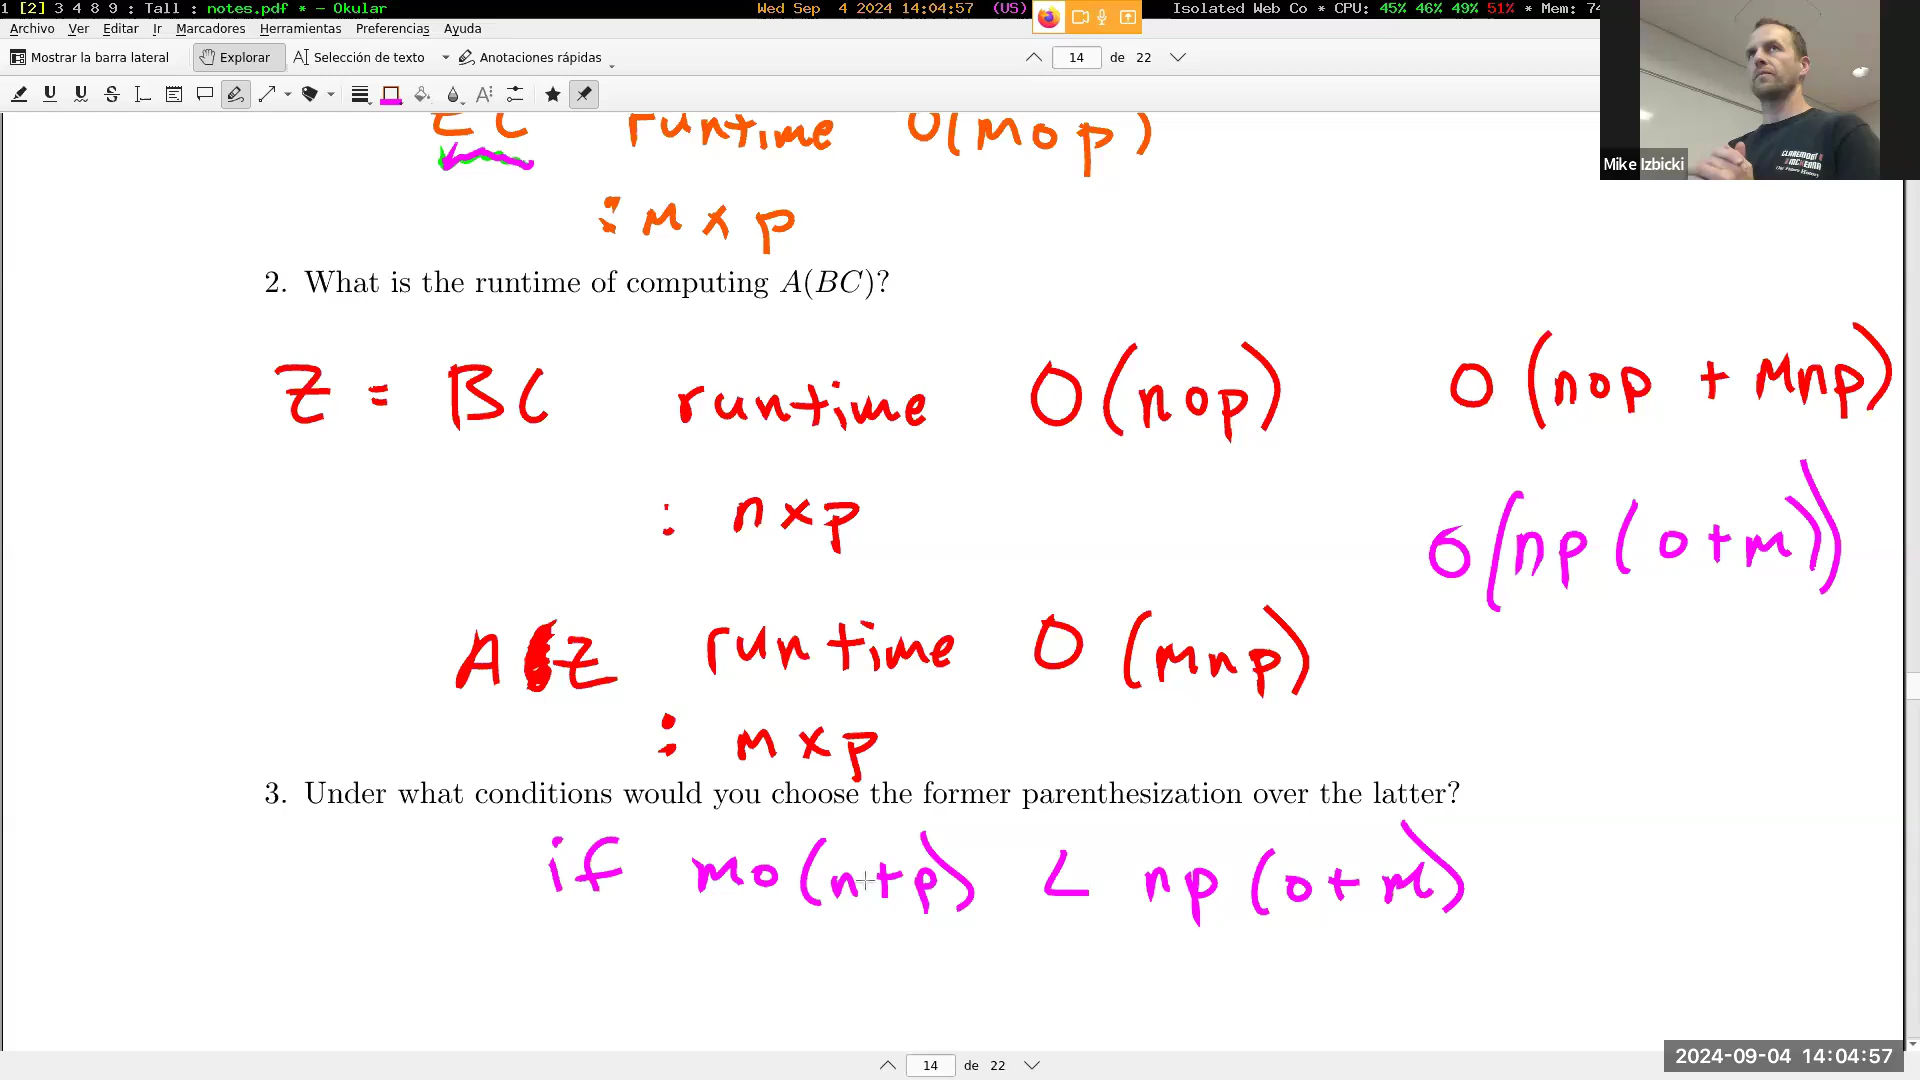 1 [2] 3 4 8 9 : Tall : notes.pdf * - Okular
Wed Sep 4 2024 14:04:57 (US)
Isolated Web Co * CPU: 45% 46% 49% 51% * Mem: 74
Archivo Ver Editar Ir Marcadores Herramientas Preferencias Ayuda
Mostrar la barra lateral Explorar Selección de texto Anotaciones rápidas
14 de 22
Mike Izbicki
CLAREMONT
MCKENNA
runtime O(mop)
: m x p
2. What is the runtime of computing A(BC)?
Z = BC runtime O(nop) O(nop + mnp)
: n x p
O(np(o+m))
A Z runtime O(mnp)
: m x p
3. Under what conditions would you choose the former parenthesization over the latter?
if mo(n+p) < np(o+m)
14 de 22
2024-09-04 14:04:57